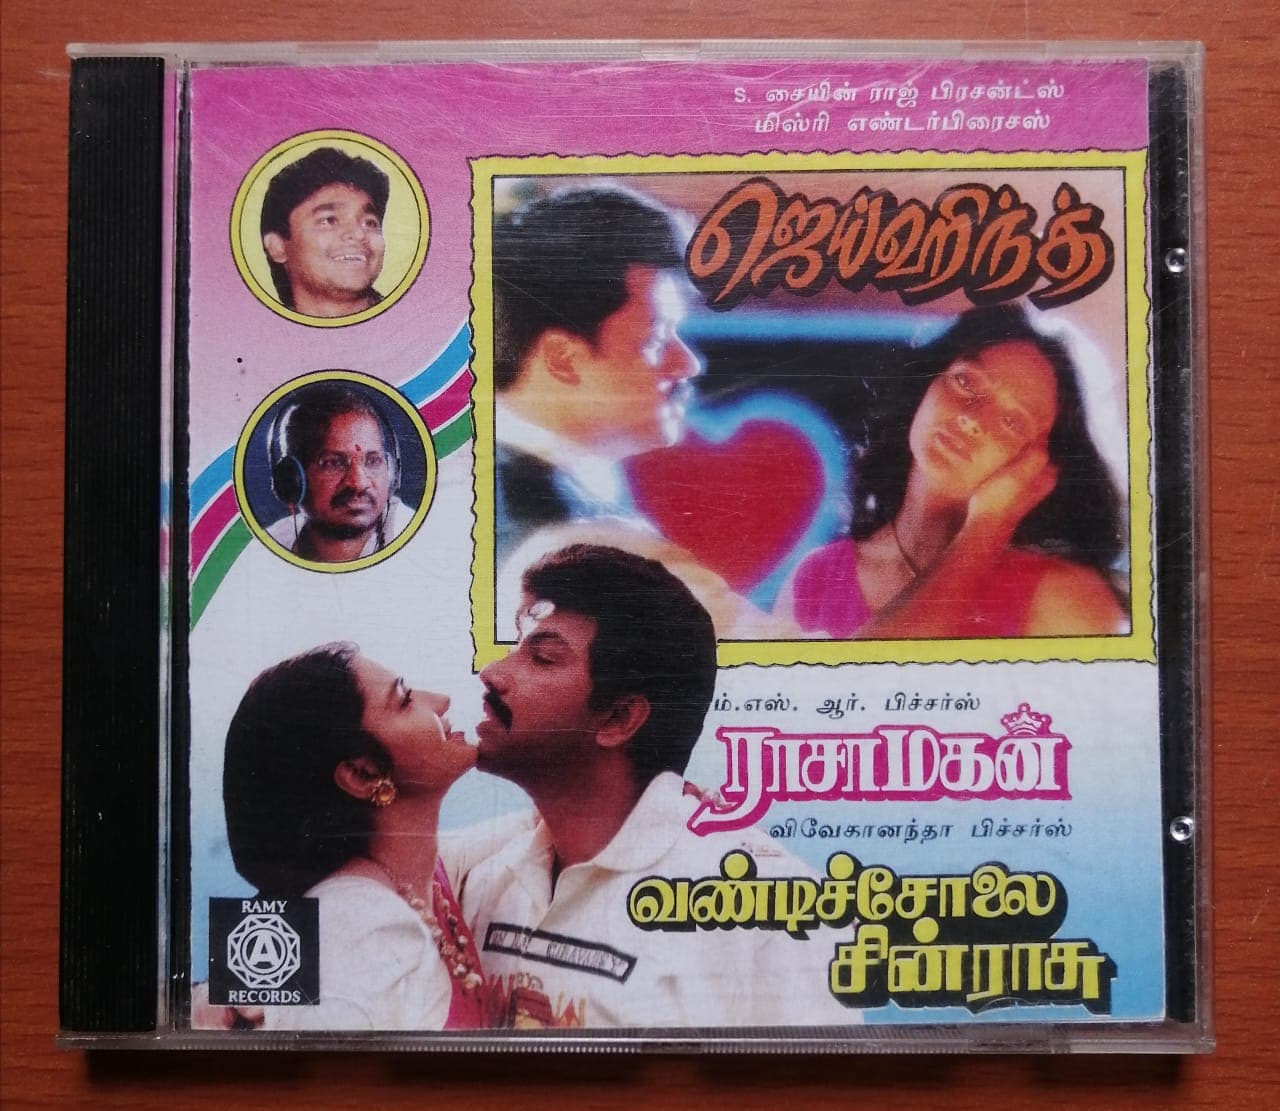 S. சையின் ராஜ் பிரசன்ட்ஸ்
மிஸ்ரி எண்டர்பிரைசஸ்
ஜெய்ஹிந்த்
ம்.எஸ். ஆர். பிச்சர்ஸ்
ராசாமகன்
விவேகானந்தா பிச்சர்ஸ்
வண்டிச்சோலை
சின்ராசு
RAMY
A
RECORDS